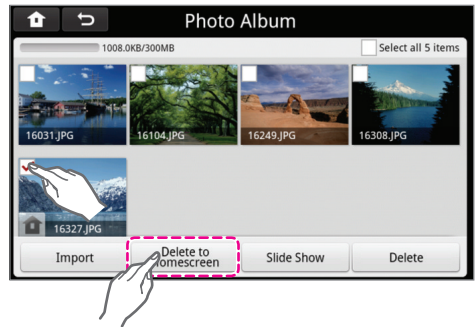 Photo Album
1008.0KB/300MB
Select all 5 items
16031.JPG
16104.JPG
16249.JPG
16308.JPG
16327.JPG
Import
Delete to
Homescreen
Slide Show
Delete